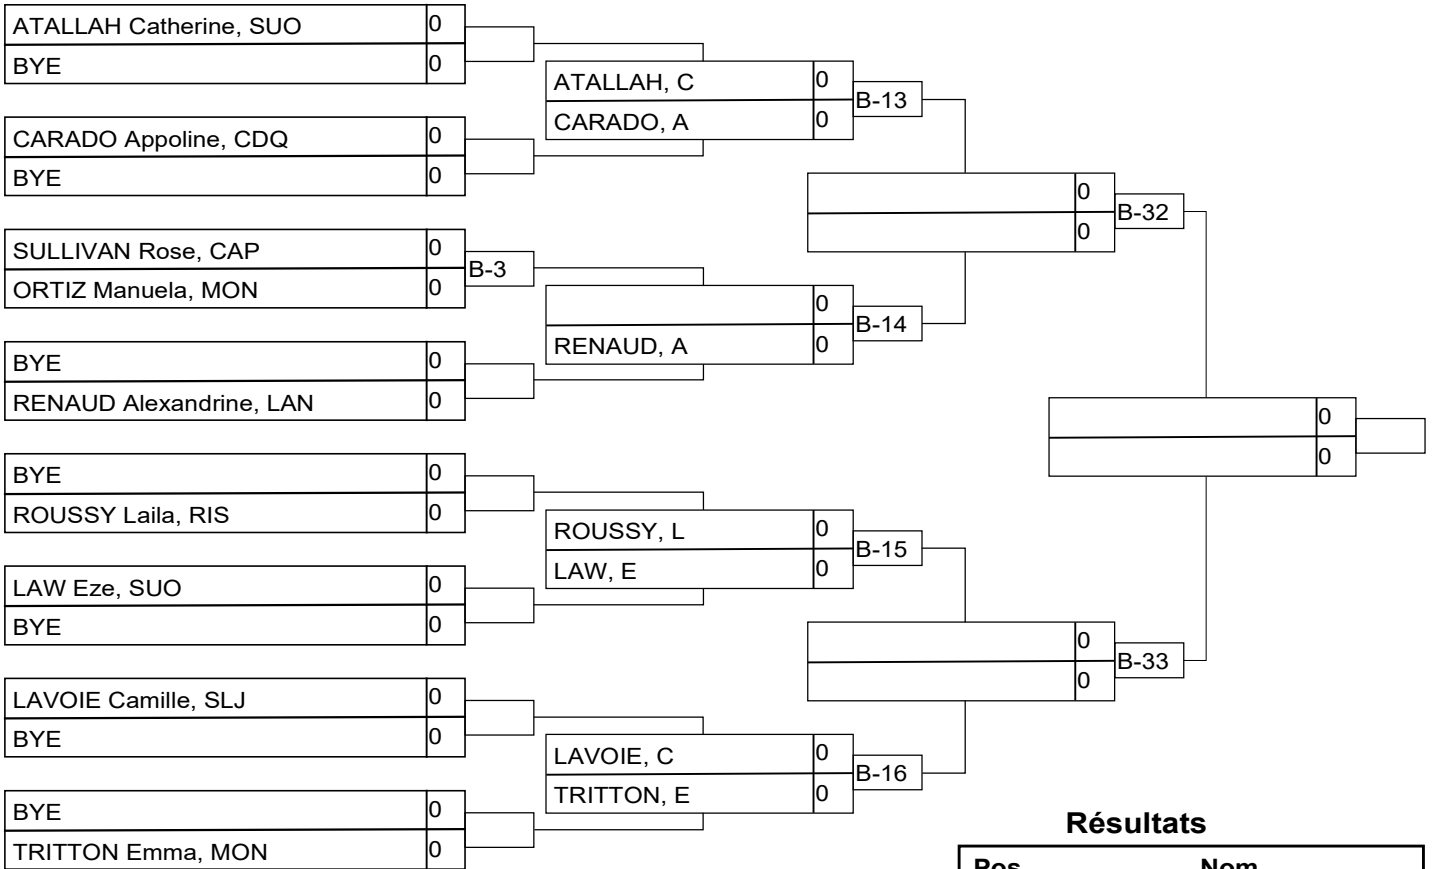 ATALLAH Catherine, SUO 0
BYE 0
CARADO Appoline, CDQ 0
BYE 0
SULLIVAN Rose, CAP 0
ORTIZ Manuela, MON 0
B-3
BYE 0
RENAUD Alexandrine, LAN 0
BYE 0
ROUSSY Laila, RIS 0
LAW Eze, SUO 0
BYE 0
LAVOIE Camille, SLJ 0
BYE 0
BYE 0
TRITTON Emma, MON 0
ATALLAH, C 0
CARADO, A 0
B-13
0
RENAUD, A 0
B-14
ROUSSY, L 0
LAW, E 0
B-15
LAVOIE, C 0
TRITTON, E 0
B-16
0
0
B-32
0
0
B-33
0
0
Résultats
Pos Nom